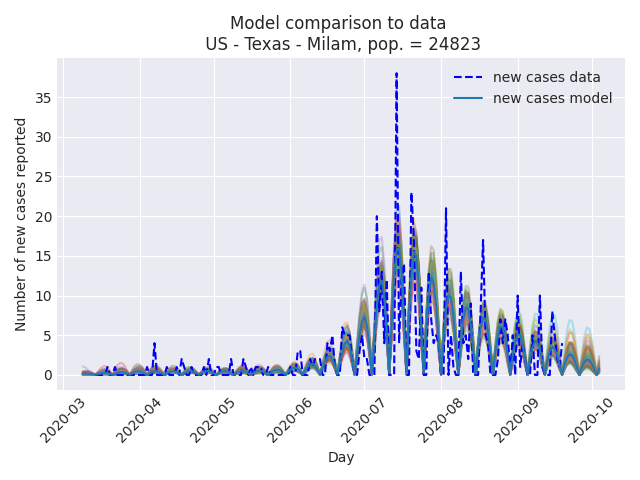 Model comparison to data
US - Texas - Milam, pop. = 24823
new cases data
new cases model
Number of new cases reported
35
30
25
20
15
10
5
0
2020-03
2020-04
2020-05
2020-06
2020-07
2020-08
2020-09
2020-10
Day